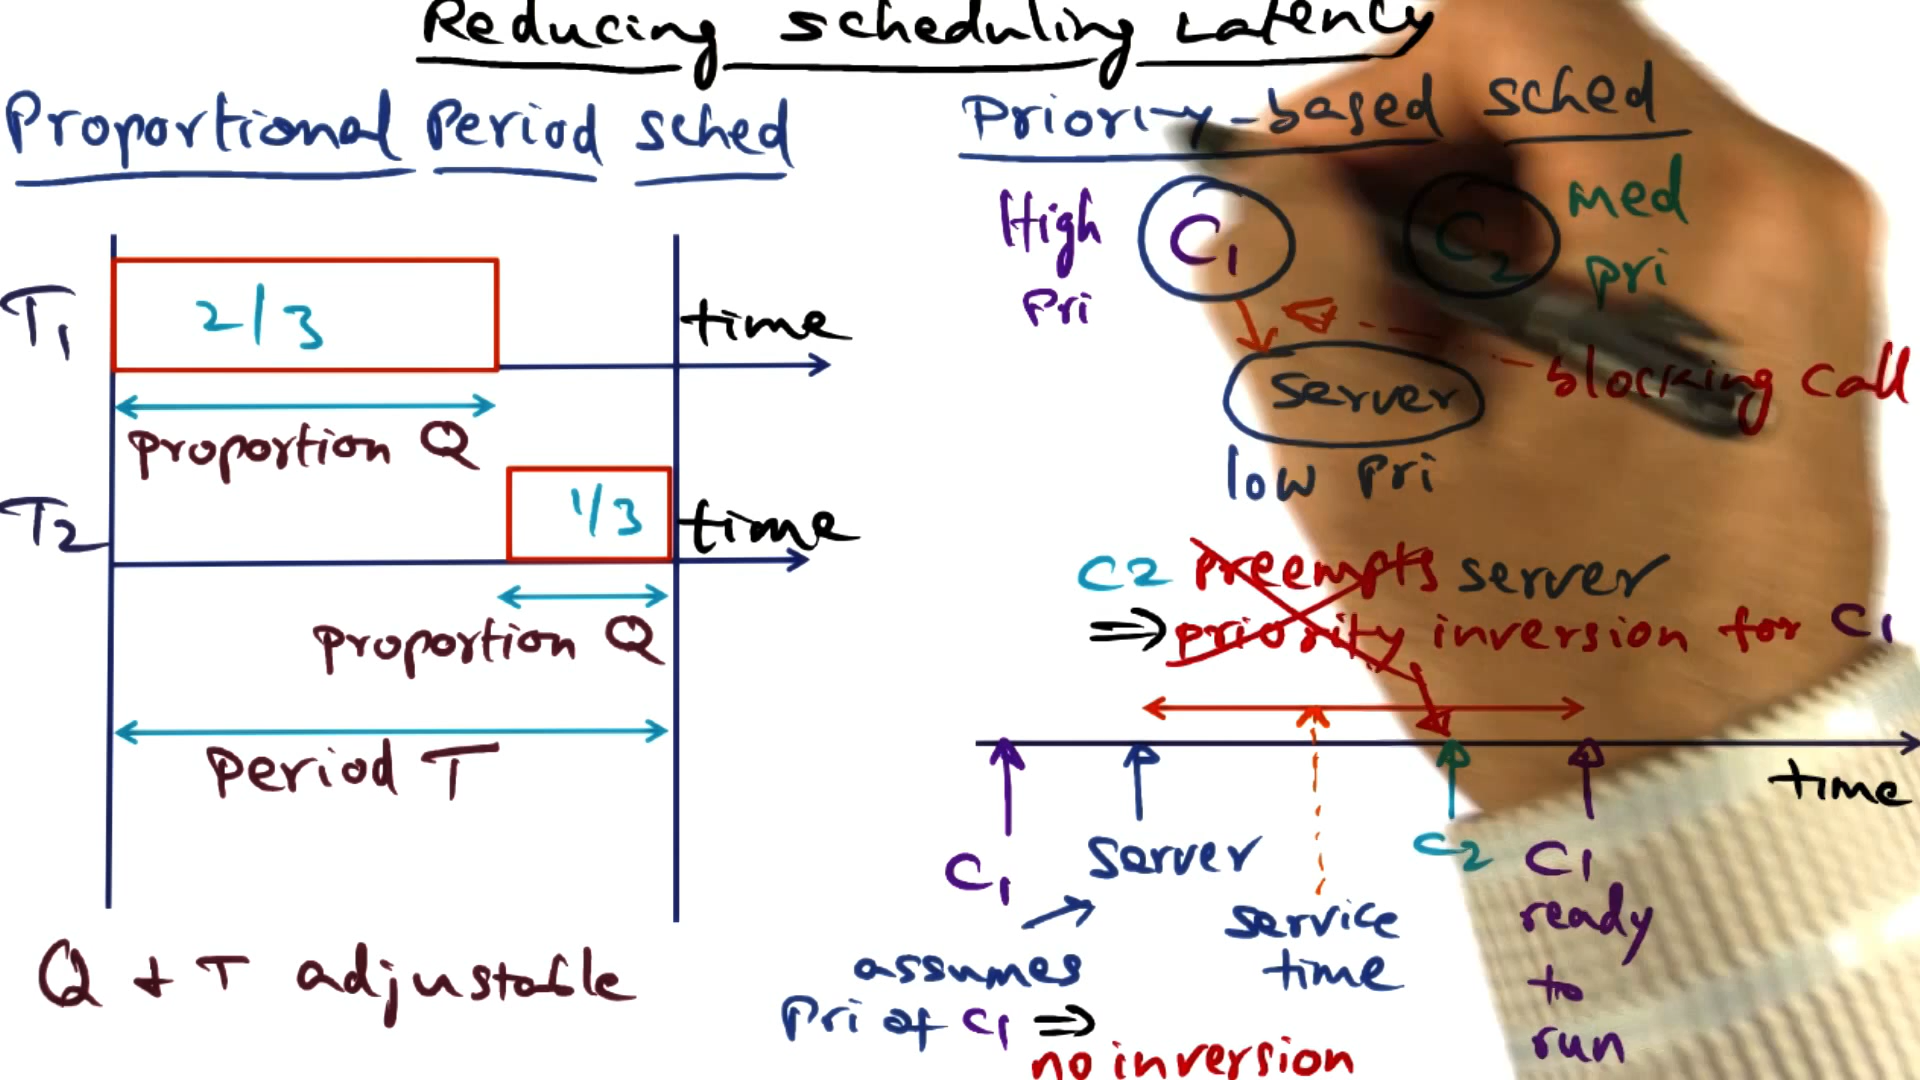 Reducing scheduling Latency
Proportional Period sched
T1
2/3
time
proportion Q
T2
1/3
time
proportion Q
Period T
Q + T adjustable
Priority-based sched
High
Pri
C1
C2
med
pri
blocking call
server
low Pri
C2 preempts server
⇒ priority inversion for C1
time
C1
server
service
time
C2
C1
ready
to
run
assumes
Pri of C1 ⇒
no inversion